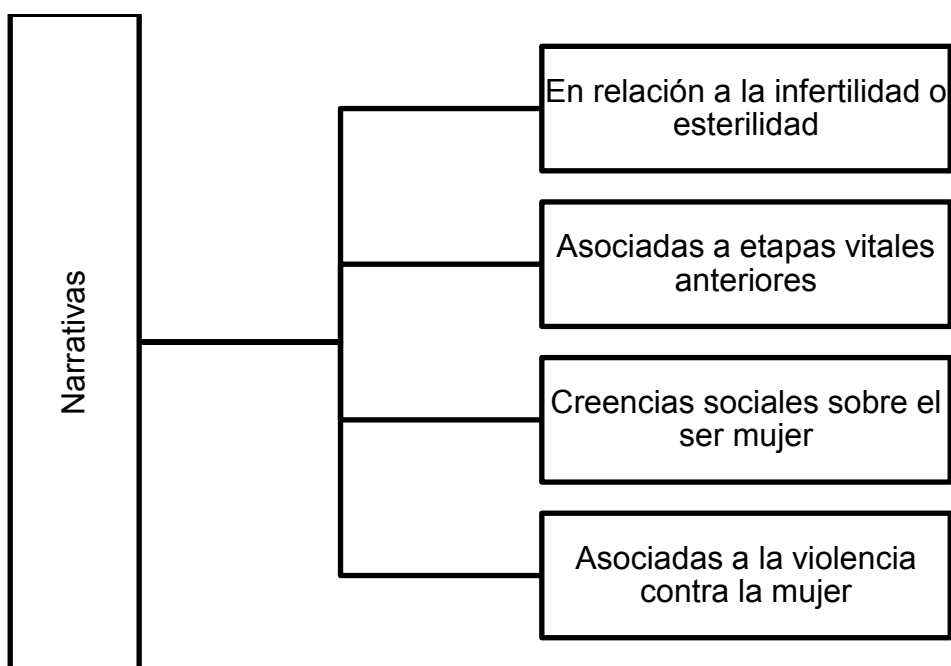 Narrativas
En relación a la infertilidad o
esterilidad
Asociadas a etapas vitales
anteriores
Creencias sociales sobre el
ser mujer
Asociadas a la violencia
contra la mujer